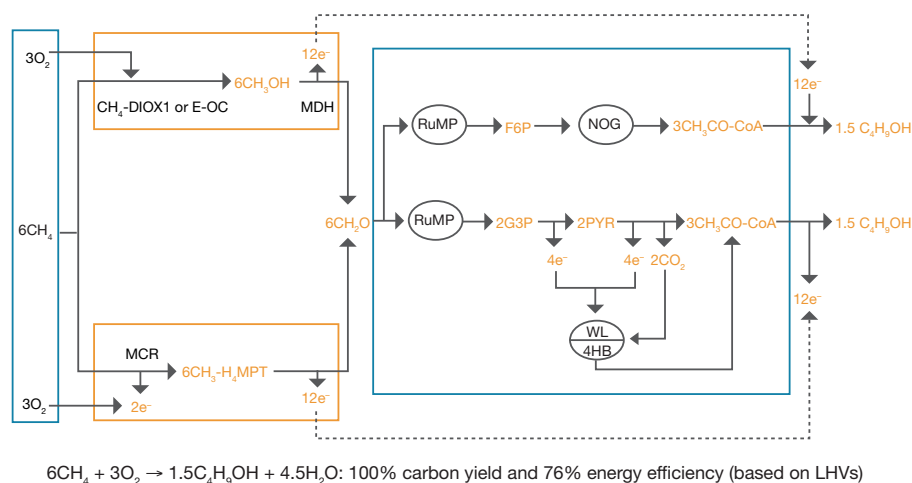 12e⁻
3O₂
6CH₃OH
12e⁻
CH₄-DIOX1 or E-OC
MDH
RuMP
F6P
NOG
3CH₃CO-CoA
1.5 C₄H₉OH
6CH₄
6CH₂O
RuMP
2G3P
2PYR
3CH₃CO-CoA
1.5 C₄H₉OH
4e⁻
4e⁻
2CO₂
12e⁻
WL
4HB
MCR
6CH₃-H₄MPT
3O₂
2e⁻
12e⁻
6CH₄ + 3O₂ → 1.5C₄H₉OH + 4.5H₂O: 100% carbon yield and 76% energy efficiency (based on LHVs)